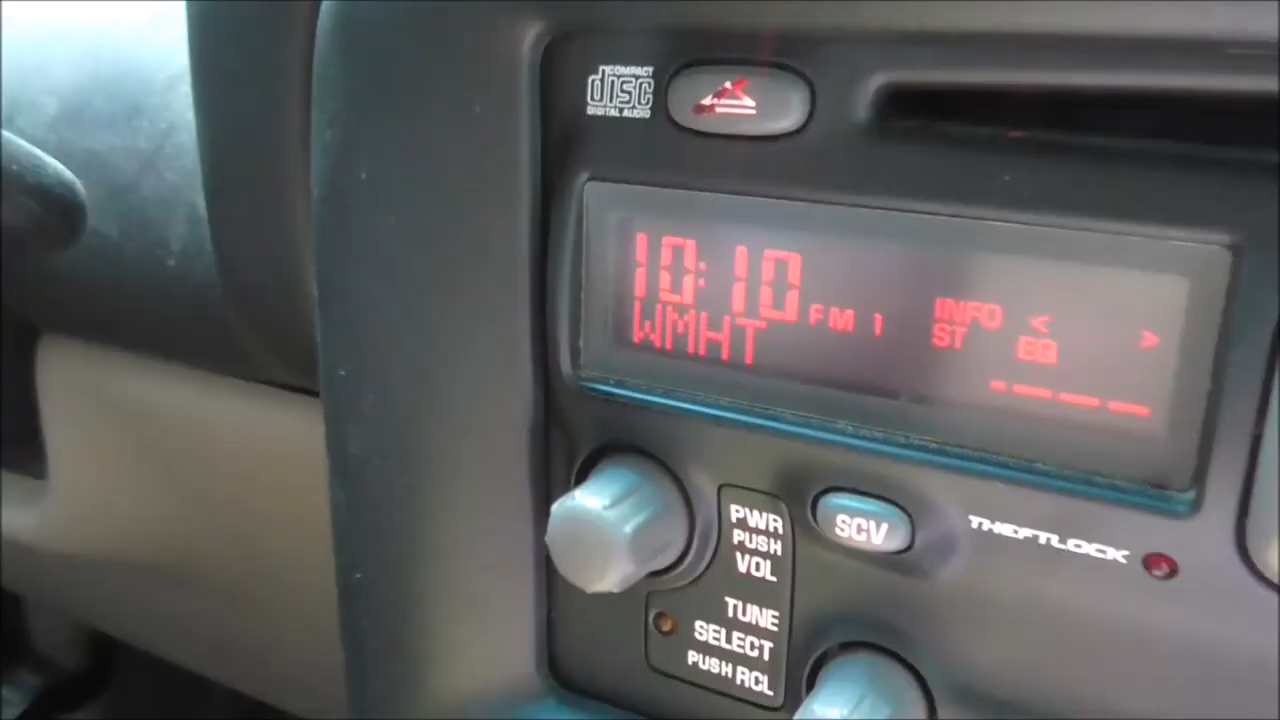 COMPACT
disc
DIGITAL AUDIO
10:10 FM 1
WMHT
INFO <
ST EQ >
PWR
PUSH
VOL
SCV
THEFTLOCK
TUNE
SELECT
PUSH RCL